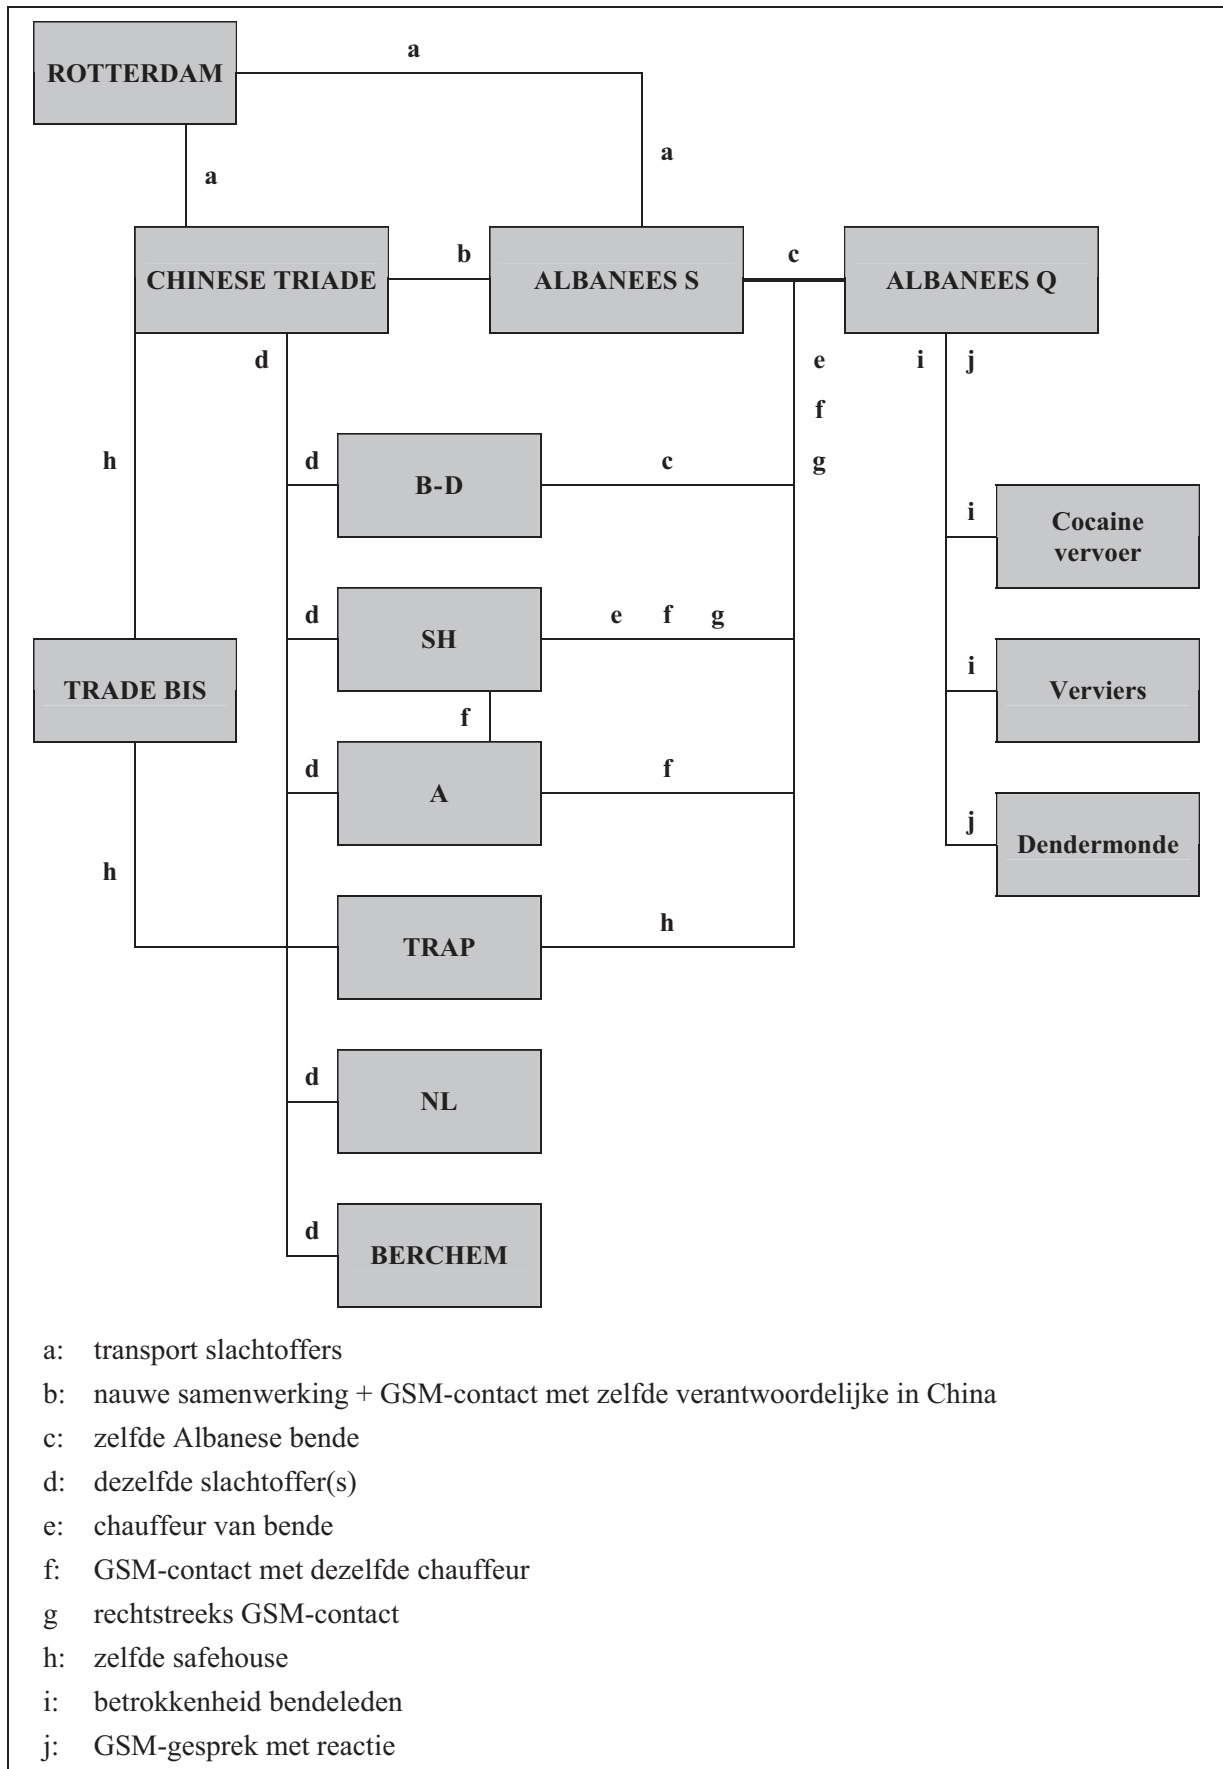 a
ROTTERDAM
a
a
b
c
CHINESE TRIADE
ALBANEES S
ALBANEES Q
d
e
i
j
f
h
d
c
g
B-D
i
Cocaine
vervoer
d
e f g
SH
i
TRADE BIS
Verviers
f
d
f
A
j
Dendermonde
h
h
TRAP
d
NL
d
BERCHEM
a: transport slachtoffers
b: nauwe samenwerking + GSM-contact met zelfde verantwoordelijke in China
c: zelfde Albanese bende
d: dezelfde slachtoffer(s)
e: chauffeur van bende
f: GSM-contact met dezelfde chauffeur
g rechtstreeks GSM-contact
h: zelfde safehouse
i: betrokkenheid bendeleden
j: GSM-gesprek met reactie